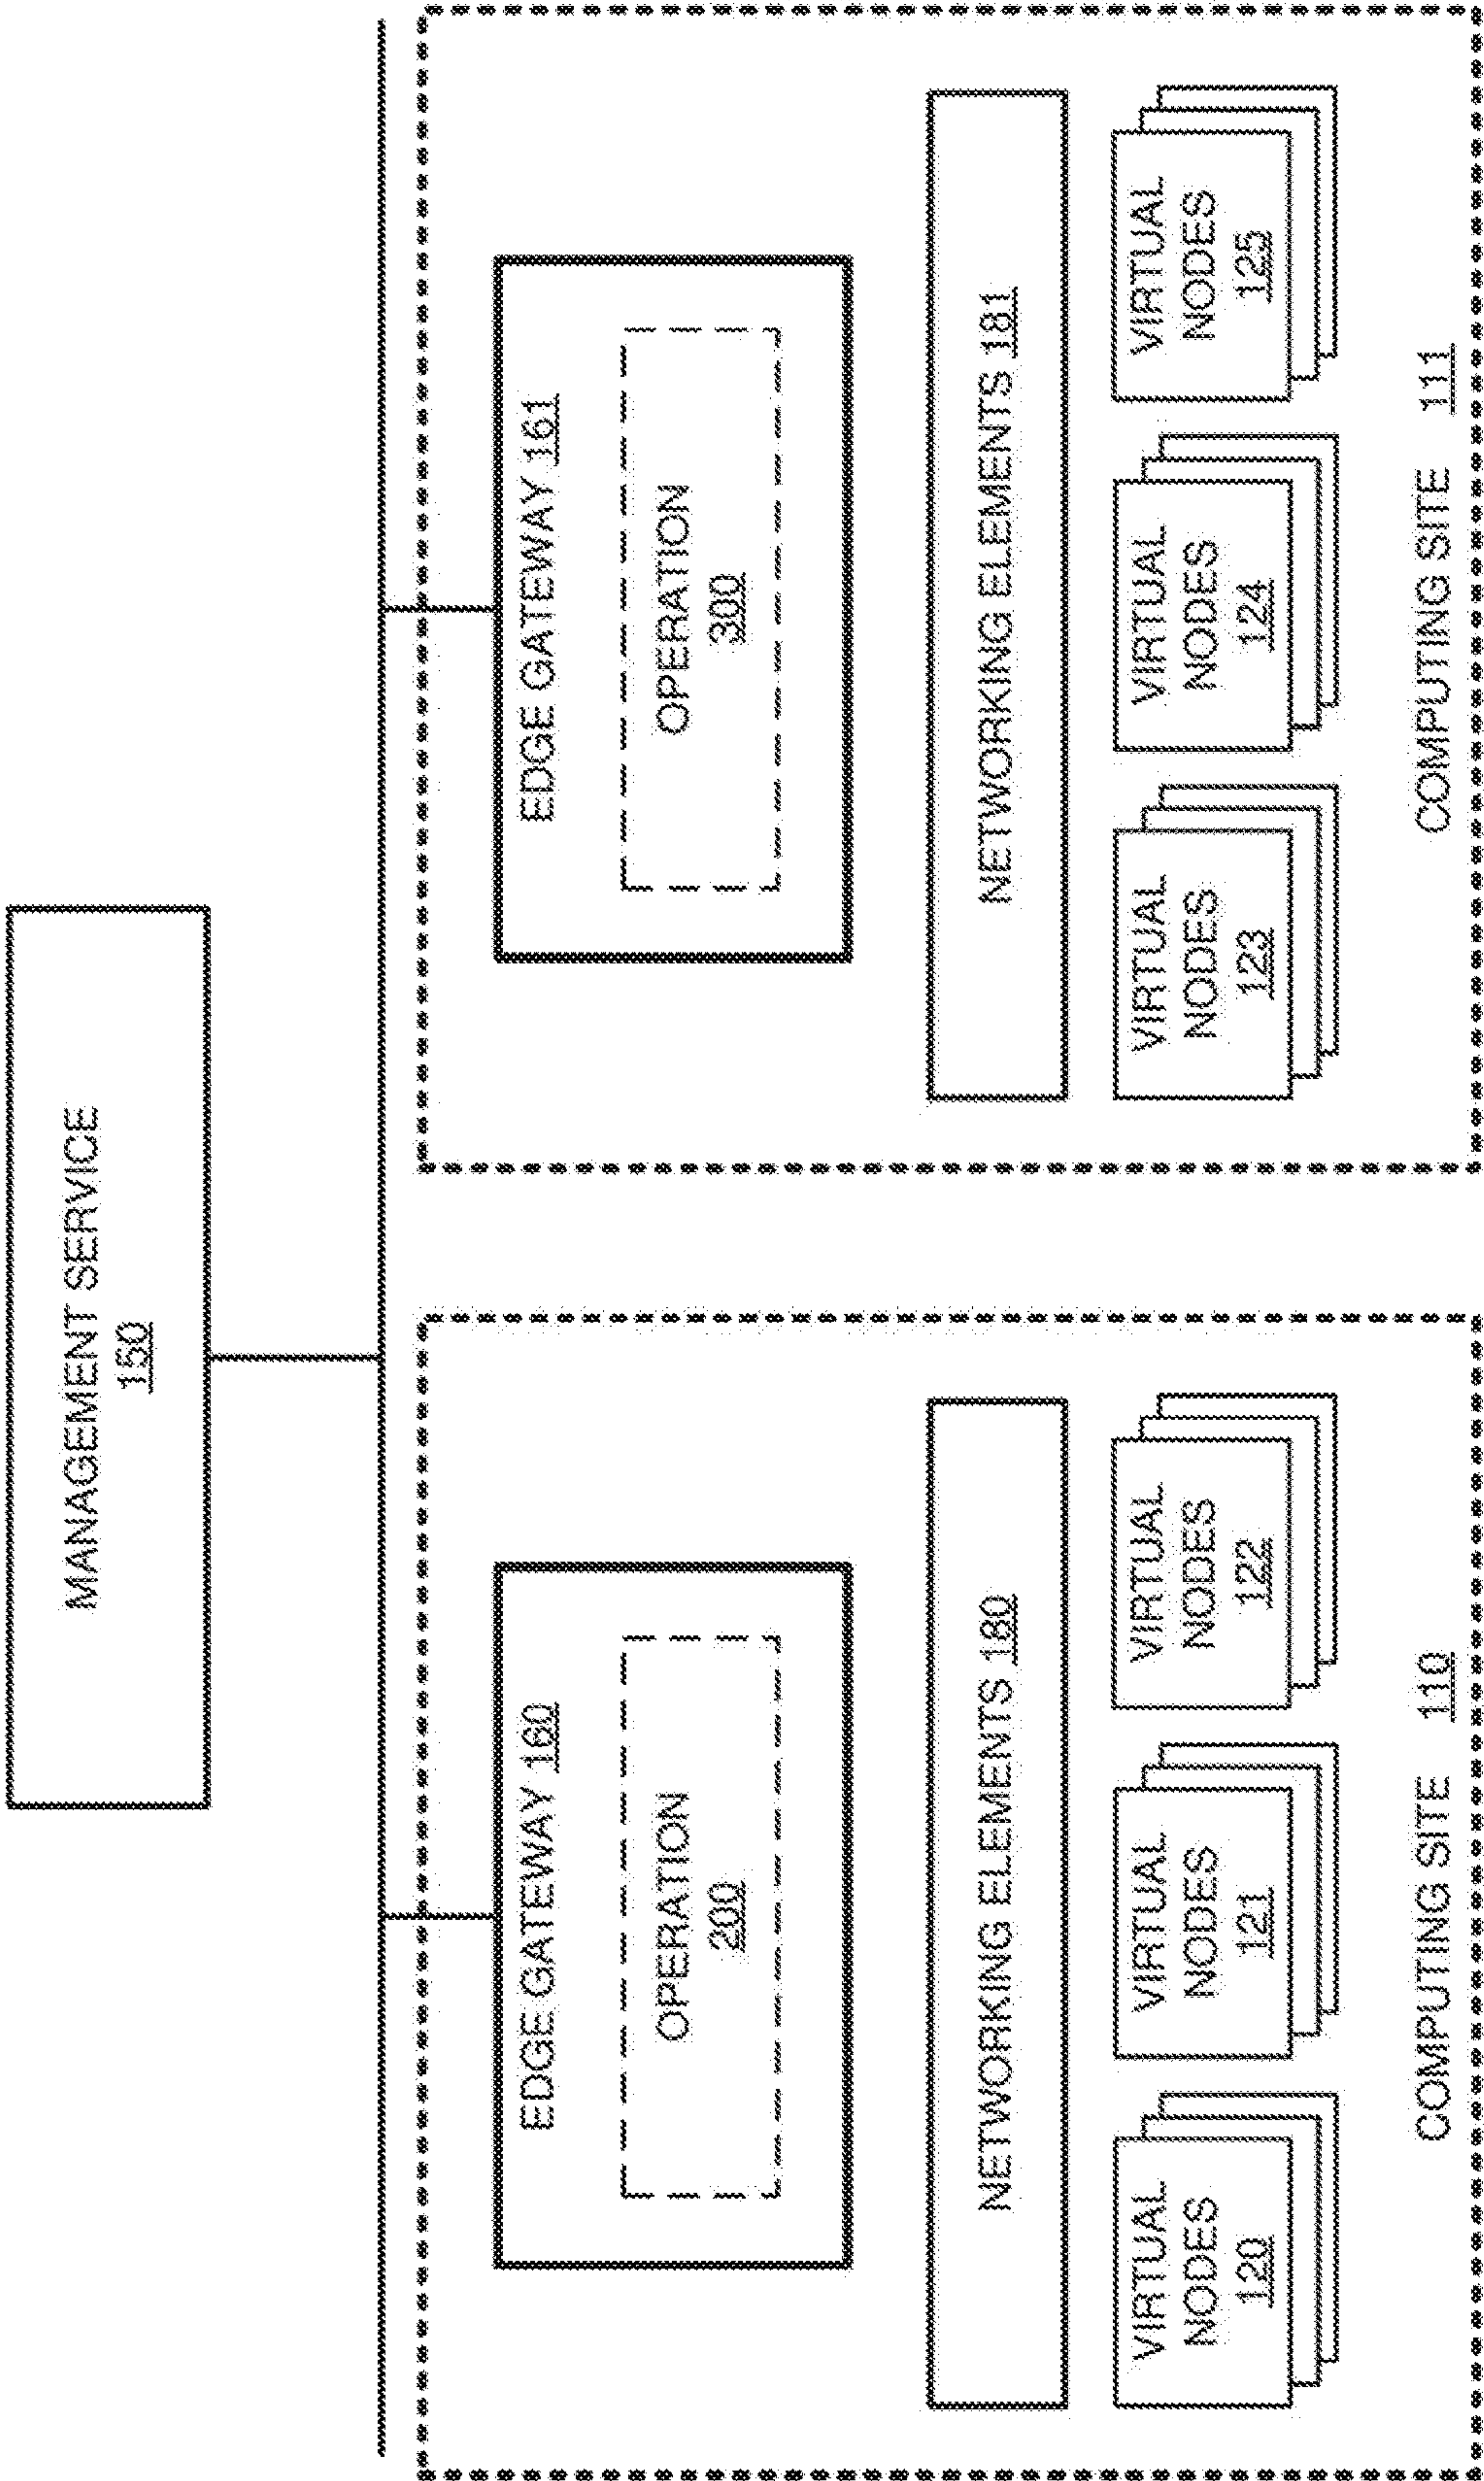 MANAGEMENT SERVICE
150
EDGE GATEWAY 160
OPERATION
200
NETWORKING ELEMENTS 180
VIRTUAL
NODES
120
VIRTUAL
NODES
121
VIRTUAL
NODES
122
COMPUTING SITE 110
EDGE GATEWAY 161
OPERATION
300
NETWORKING ELEMENTS 181
VIRTUAL
NODES
123
VIRTUAL
NODES
124
VIRTUAL
NODES
125
COMPUTING SITE 111